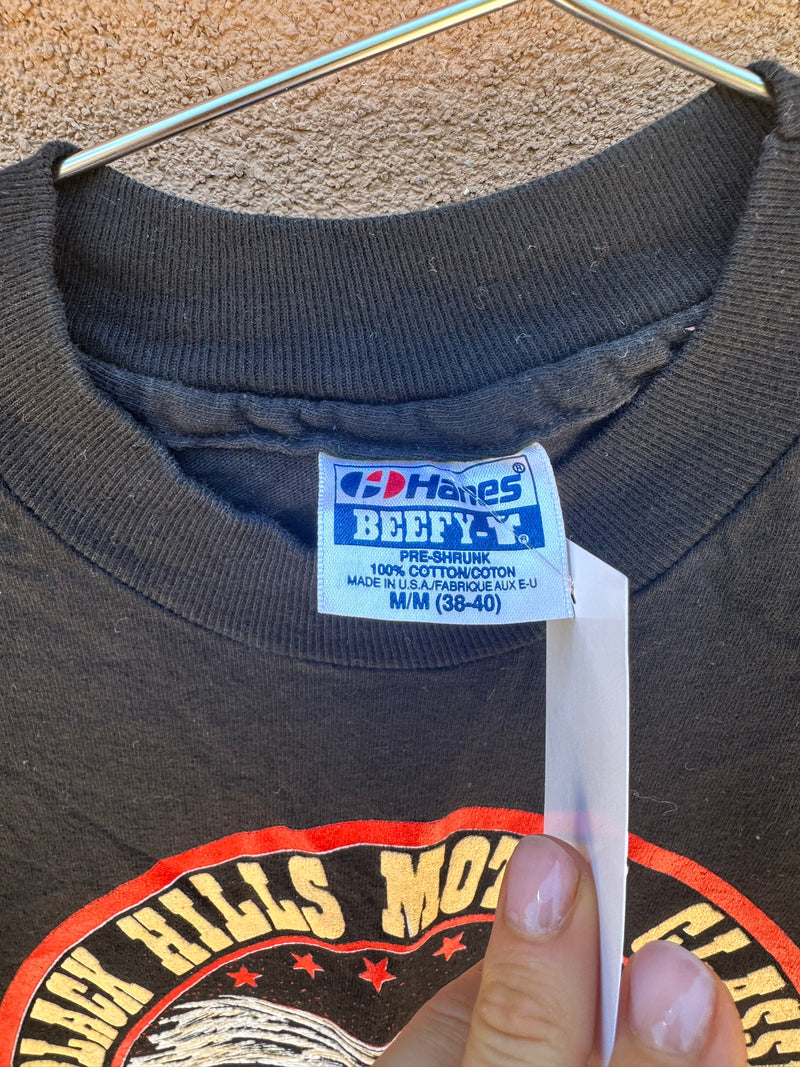 Hanes®
BEEFY-T®
PRE-SHRUNK
100% COTTON/COTON
MADE IN U.S.A./FABRIQUE AUX E-U
M/M (38-40)
BLACK HILLS MOT CLASS